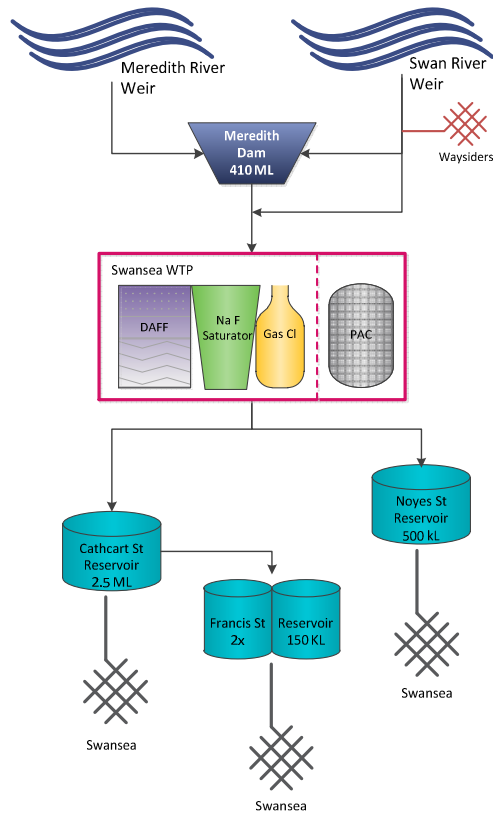 Meredith River
Weir
Swan River
Weir
Waysiders
Meredith
Dam
410 ML
Swansea WTP
DAFF
Na F
Saturator
Gas Cl
PAC
Noyes St
Reservoir
500 kL
Cathcart St
Reservoir
2.5 ML
Francis St
2x
Reservoir
150 KL
Swansea
Swansea
Swansea